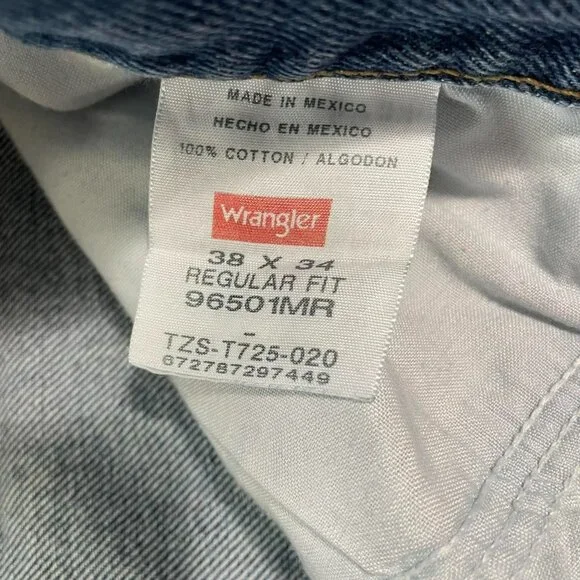 MADE IN MEXICO
HECHO EN MEXICO
100% COTTON / ALGODON
Wrangler
38 X 34
REGULAR FIT
96501MR
-
TZS-T725-020
672787297449